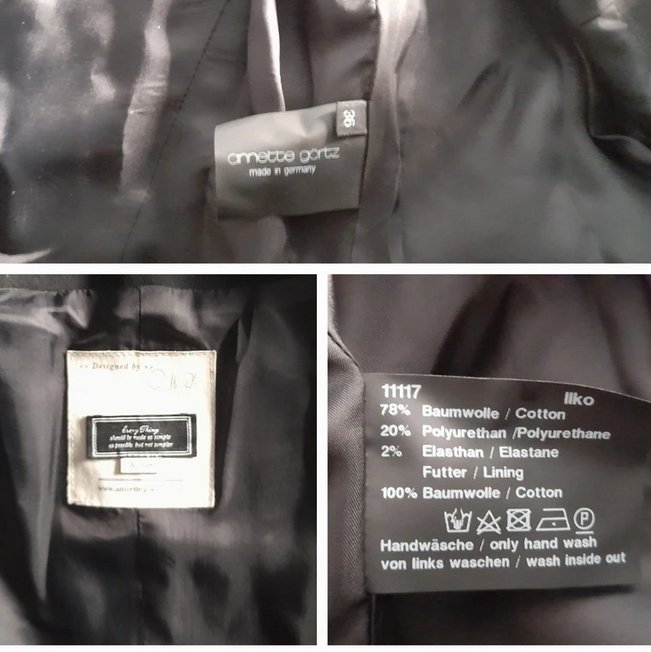 36
annette görtz
made in germany
<< Designed by >>
Every Thing
should be made as simple
as possible, but not simpler
11117 liko
78% Baumwolle / Cotton
20% Polyurethan /Polyurethane
2% Elasthan / Elastane
Futter / Lining
100% Baumwolle / Cotton
P
Handwäsche / only hand wash
von links waschen / wash inside out